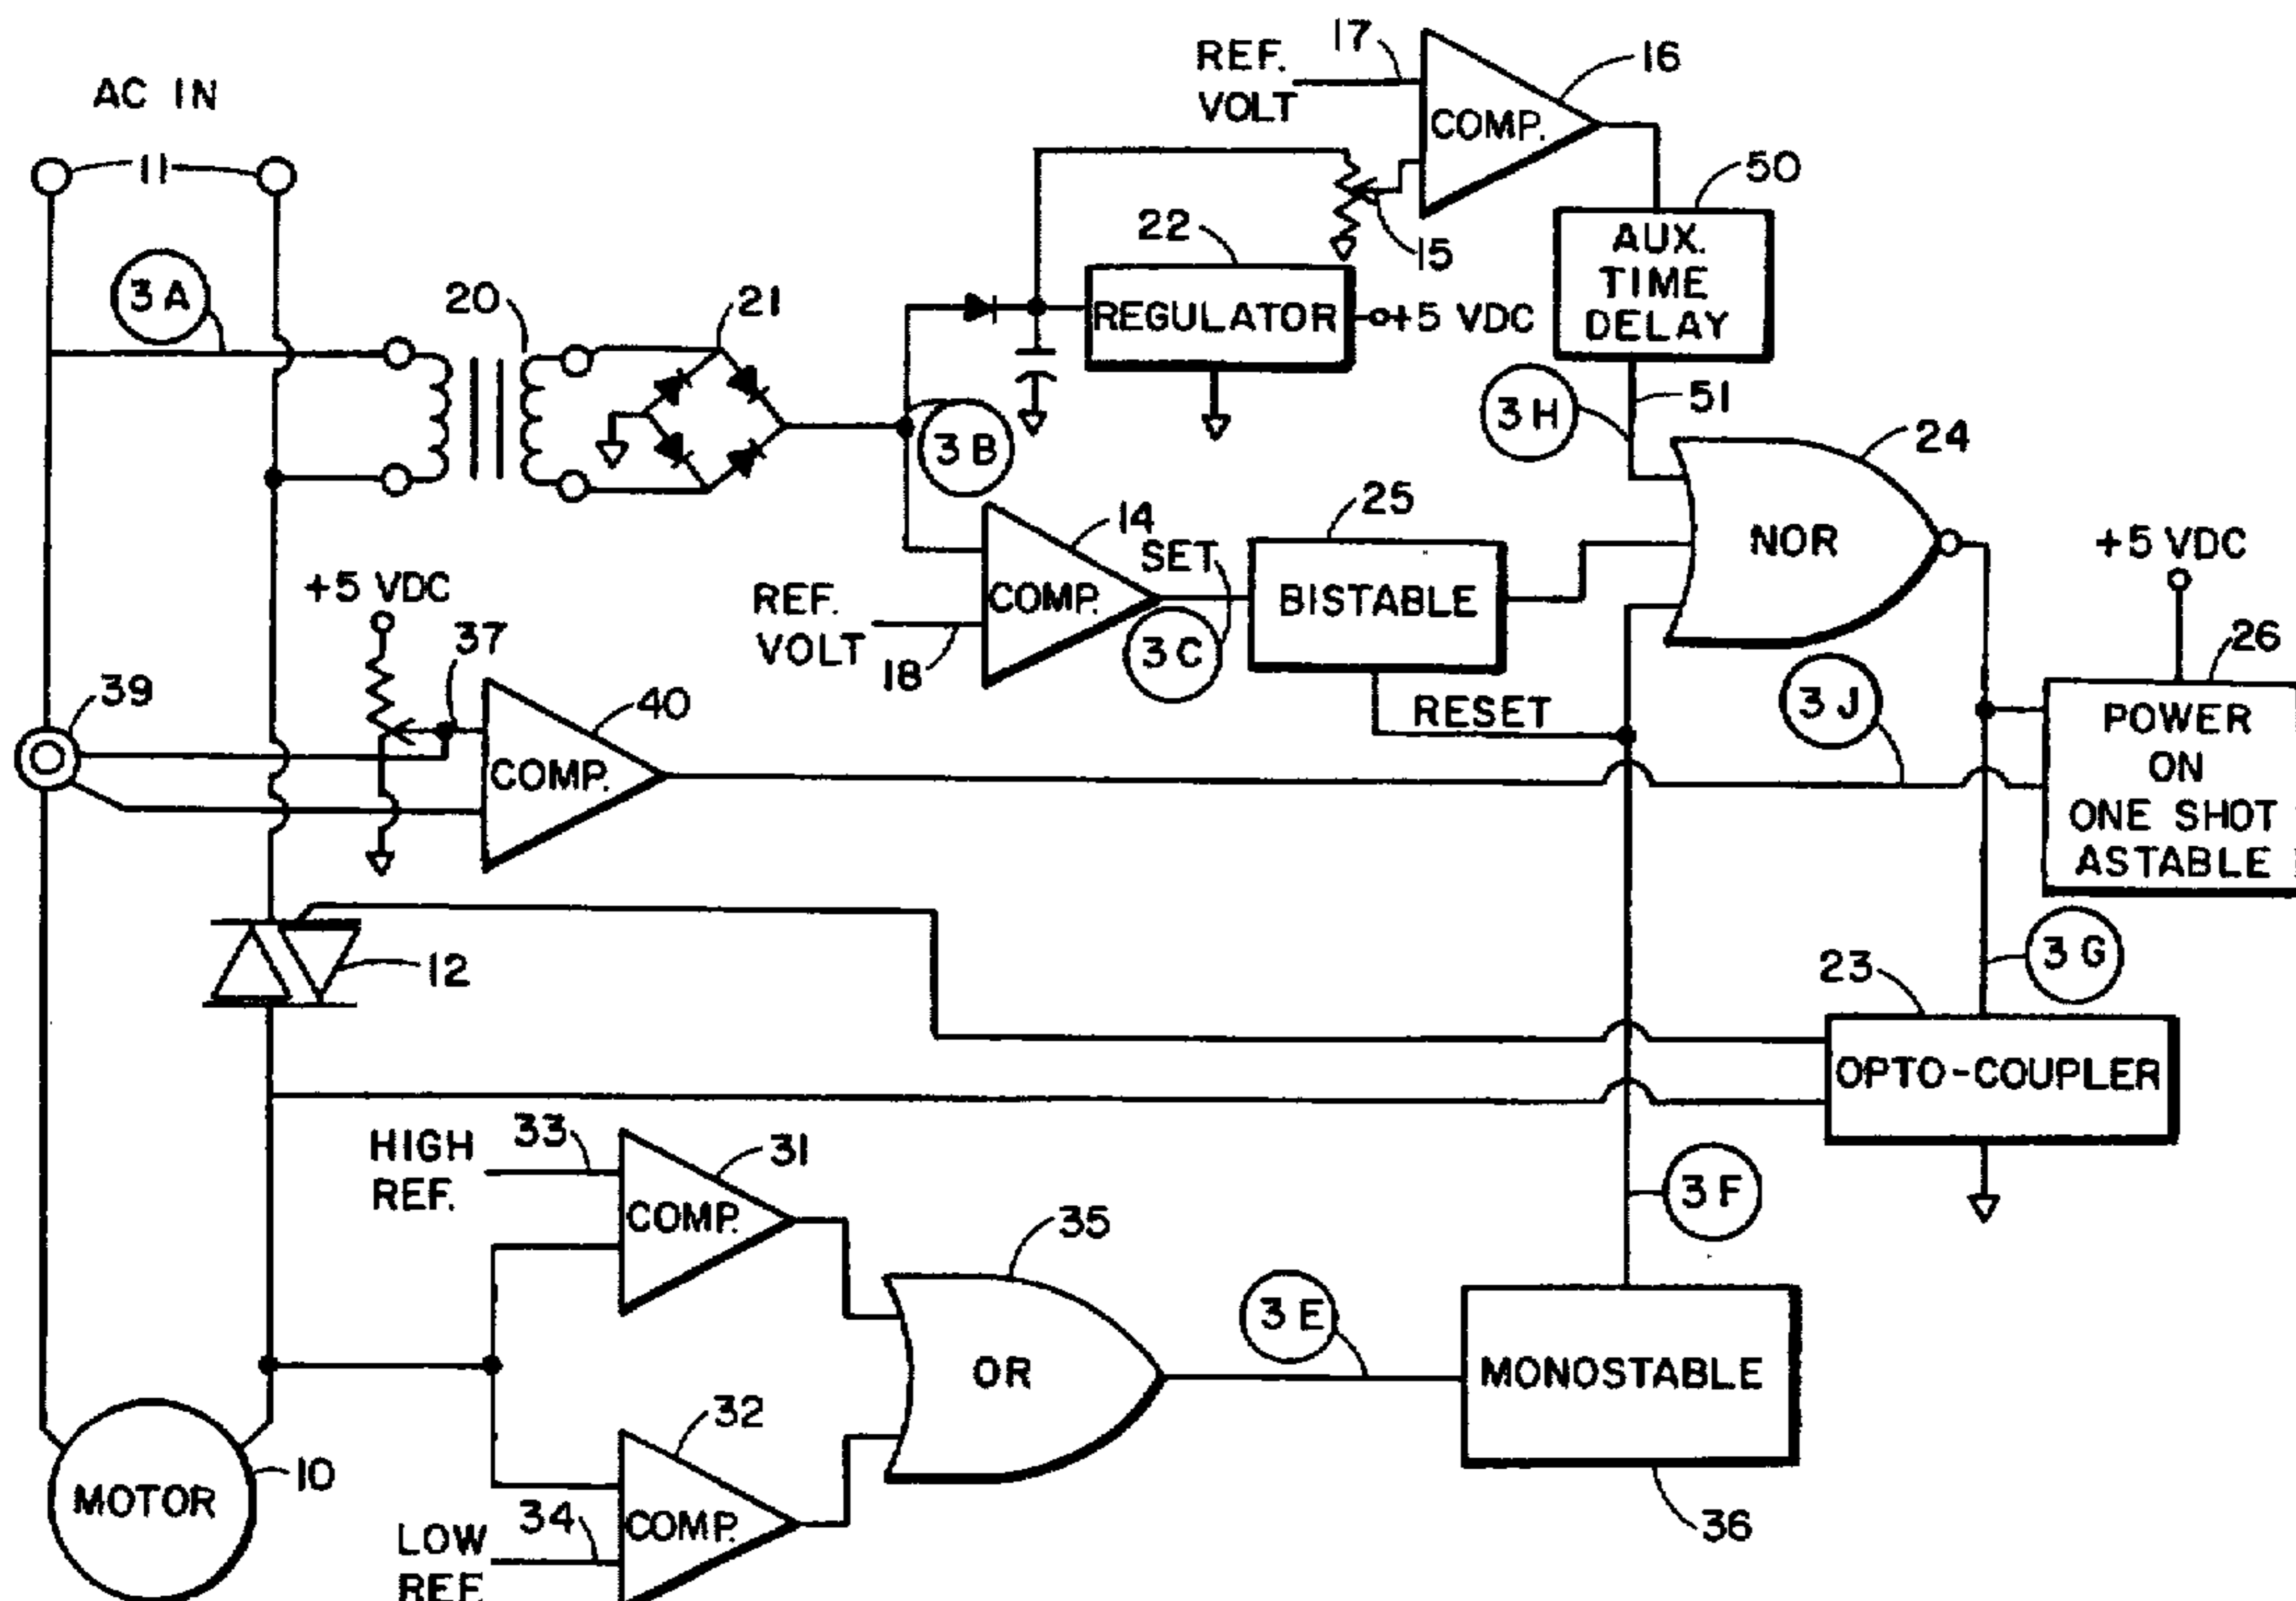 AC IN
11
3A
20
21
REF. VOLT
17
COMP.
16
15
22
REGULATOR
+5 VDC
50
AUX. TIME DELAY
3H
51
24
NOR
3B
14
COMP.
REF. VOLT
18
SET
3C
25
BISTABLE
RESET
+5 VDC
37
39
40
COMP.
3J
+5 VDC
26
POWER
ON
ONE SHOT
ASTABLE
12
23
3G
OPTO-COUPLER
HIGH REF.
33
31
COMP.
3F
35
OR
3E
MONOSTABLE
36
32
COMP.
LOW REF.
34
MOTOR
10